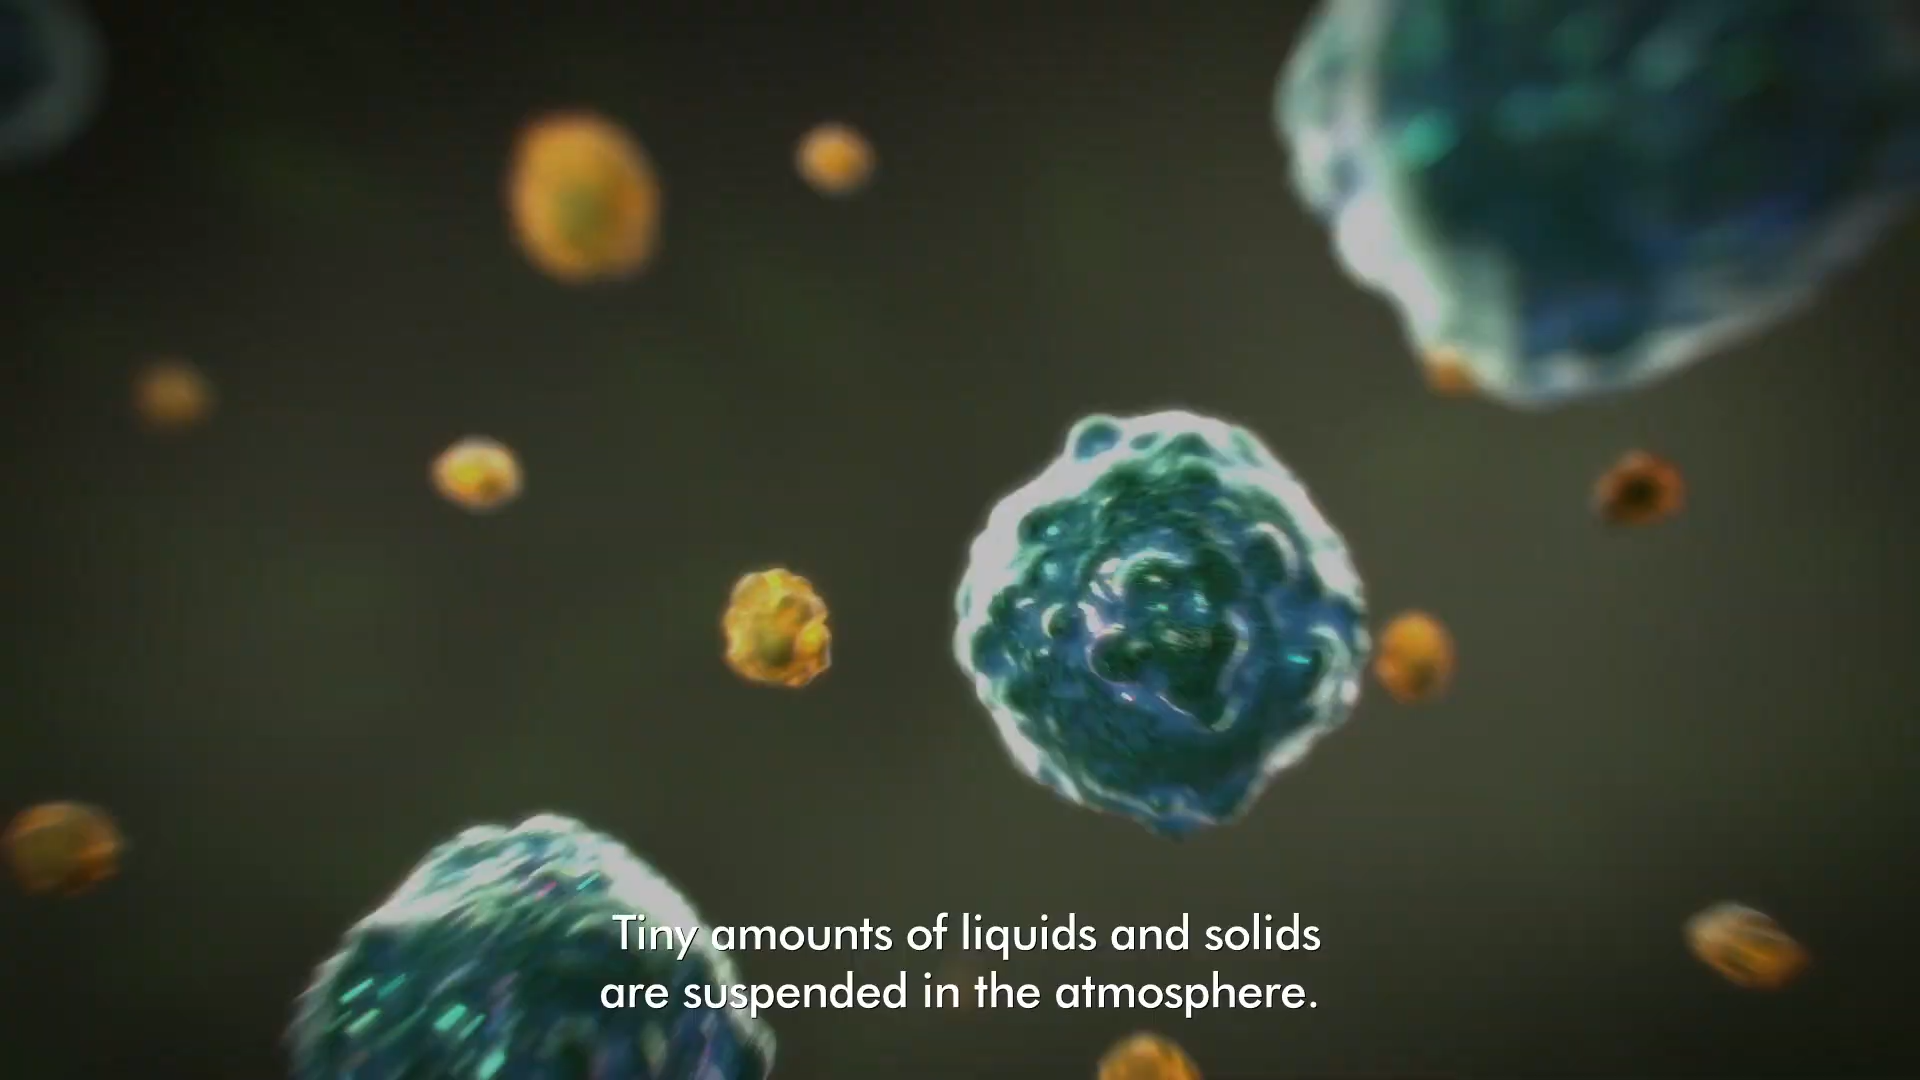 Tiny amounts of liquids and solids
are suspended in the atmosphere.